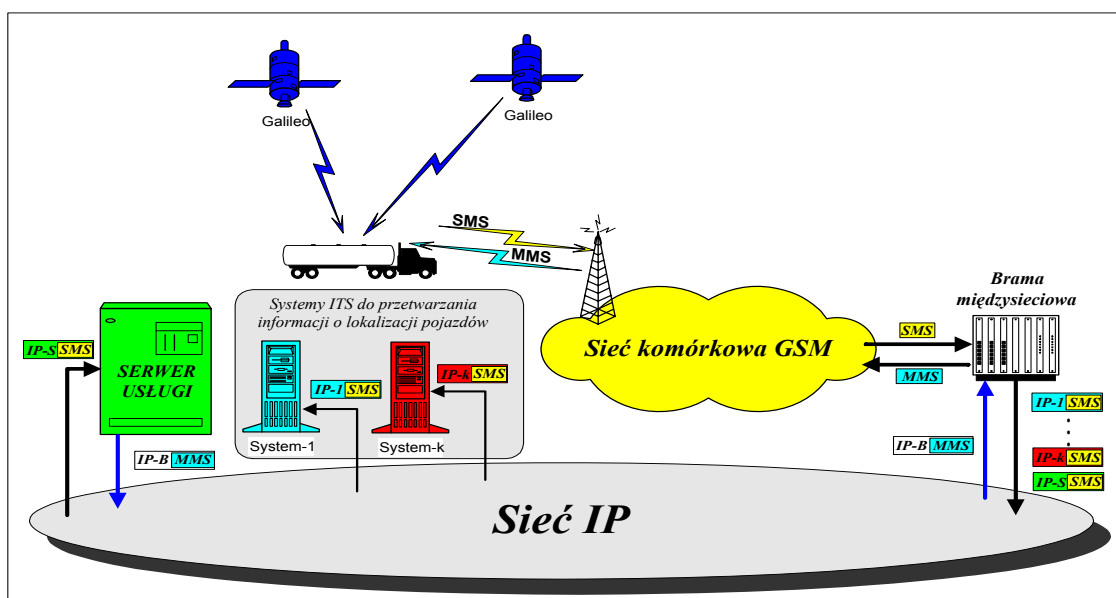 Galileo
Galileo
SMS
MMS
Systemy ITS do przetwarzania
informacji o lokalizacji pojazdów
Brama
międzysieciowa
Sieć komórkowa GSM
SMS
MMS
IP-S SMS
SERWER
USŁUGI
IP-1 SMS
IP-k SMS
System-1
System-k
IP-B MMS
IP-B MMS
IP-1 SMS
IP-k SMS
IP-S SMS
Sieć IP